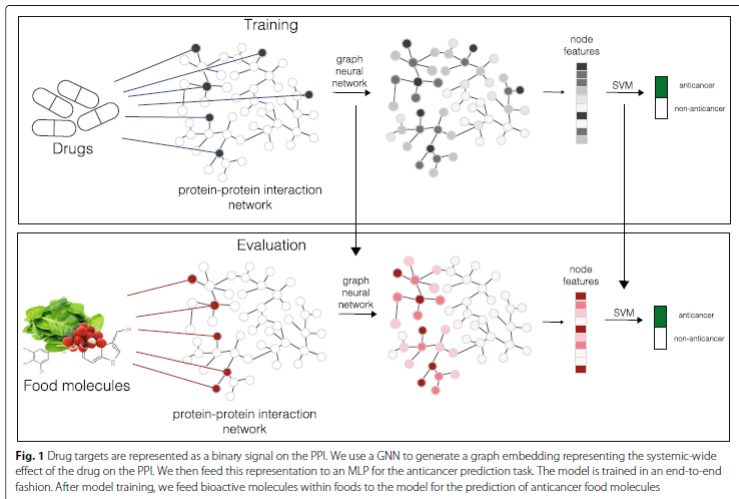 Training
graph
neural
network
node
features
SVM
anticancer
non-anticancer
Drugs
protein-protein interaction
network
Evaluation
graph
neural
network
node
features
SVM
anticancer
non-anticancer
Food molecules
protein-protein interaction
network
Fig. 1 Drug targets are represented as a binary signal on the PPI. We use a GNN to generate a graph embedding representing the systemic-wide
effect of the drug on the PPI. We then feed this representation to an MLP for the anticancer prediction task. The model is trained in an end-to-end
fashion. After model training, we feed bioactive molecules within foods to the model for the prediction of anticancer food molecules